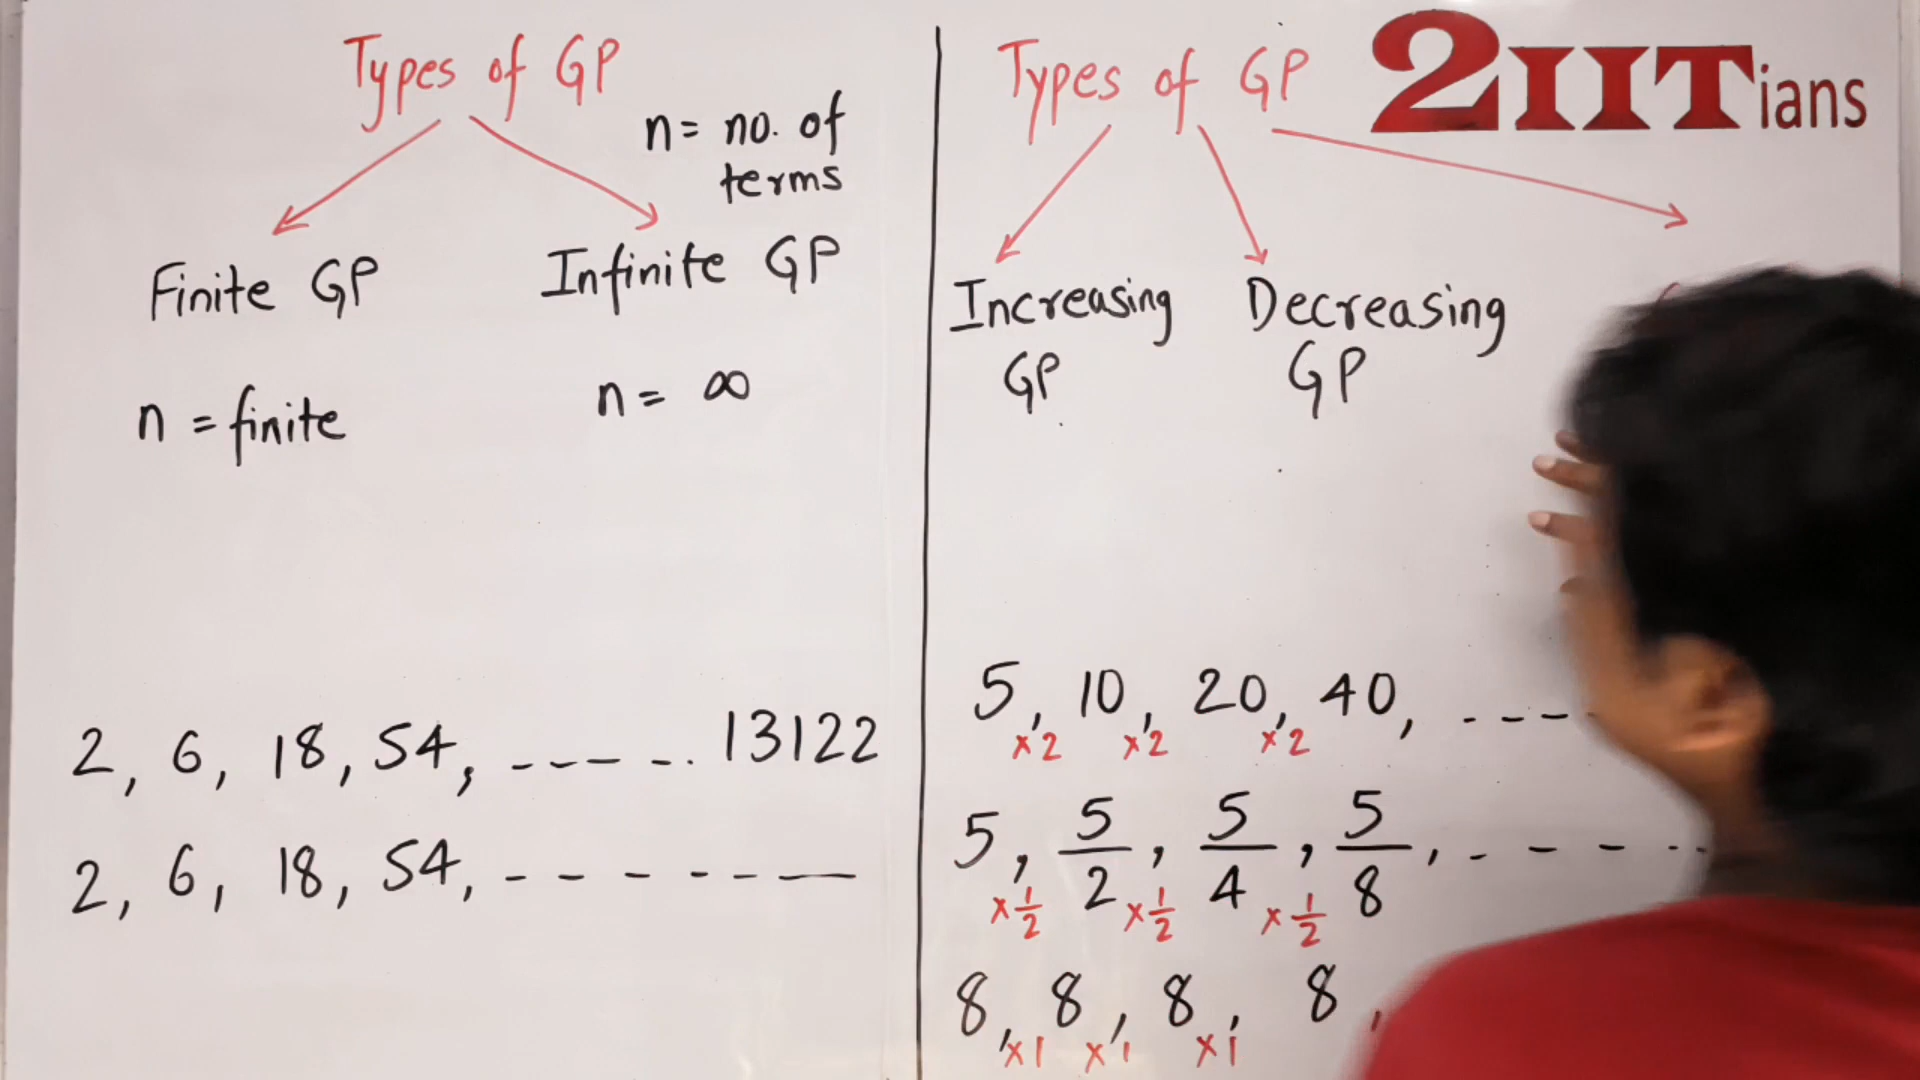 Types of GP
n = no. of
terms
Finite GP
Infinite GP
n = finite
n = ∞
2, 6, 18, 54, ----- 13122
2, 6, 18, 54, - - - - - —
Types of GP
2IITians
Increasing
GP
Decreasing
GP
5, 10, 20, 40, ----
×2 ×2 ×2
5, 5/2, 5/4, 5/8, - - - - -
×1/2 ×1/2 ×1/2
8, 8, 8, 8,
×1 ×1 ×1